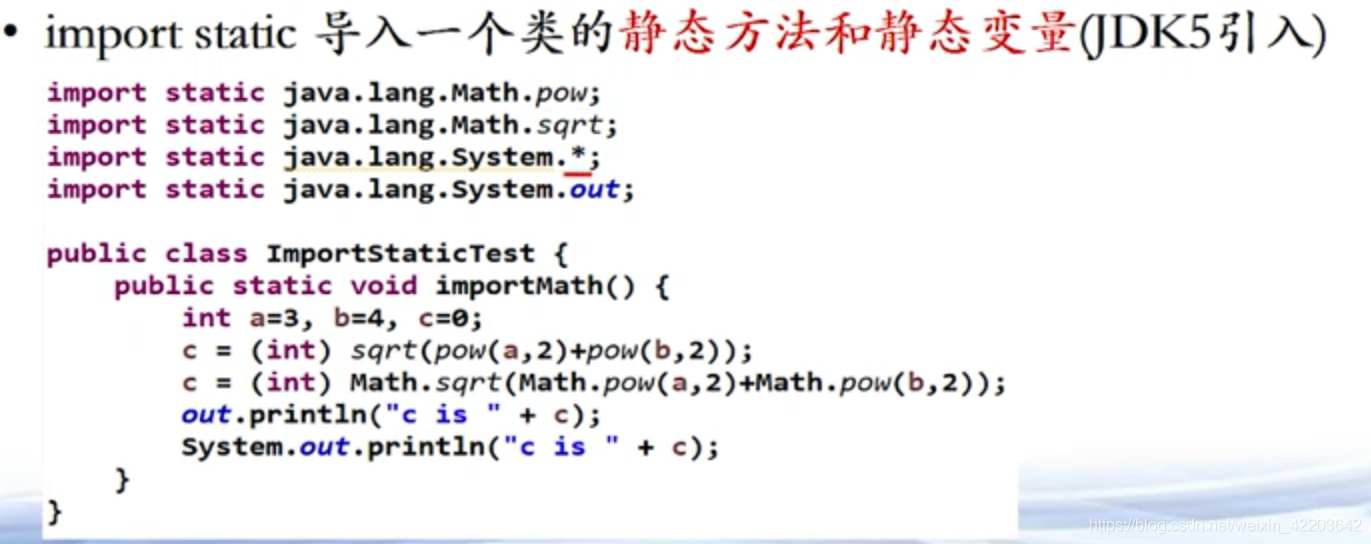 • import static 导入一个类的静态方法和静态变量(JDK5引入)
import static java.lang.Math.pow;
import static java.lang.Math.sqrt;
import static java.lang.System.*;
import static java.lang.System.out;
public class ImportStaticTest {
public static void importMath() {
int a=3, b=4, c=0;
c = (int) sqrt(pow(a,2)+pow(b,2));
c = (int) Math.sqrt(Math.pow(a,2)+Math.pow(b,2));
out.println("c is " + c);
System.out.println("c is " + c);
}
}
https://blog.csdn.net/weixin_42203642